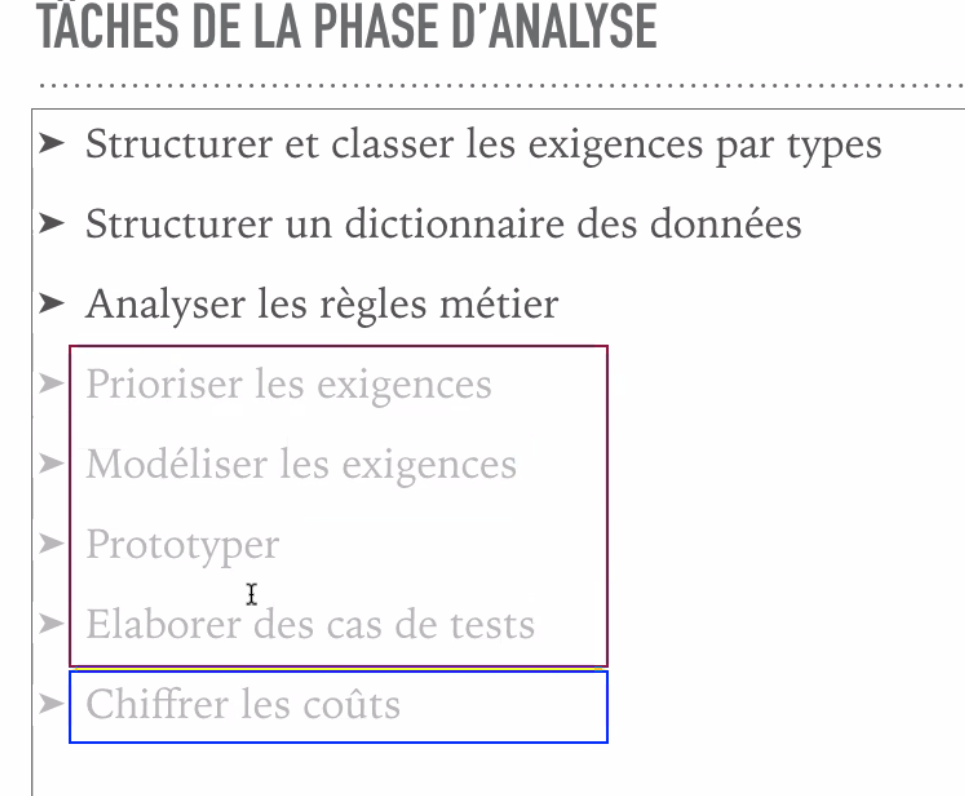 TÂCHES DE LA PHASE D'ANALYSE
➤ Structurer et classer les exigences par types
➤ Structurer un dictionnaire des données
➤ Analyser les règles métier
➤ Prioriser les exigences
➤ Modéliser les exigences
➤ Prototyper
➤ Elaborer des cas de tests
➤ Chiffrer les coûts